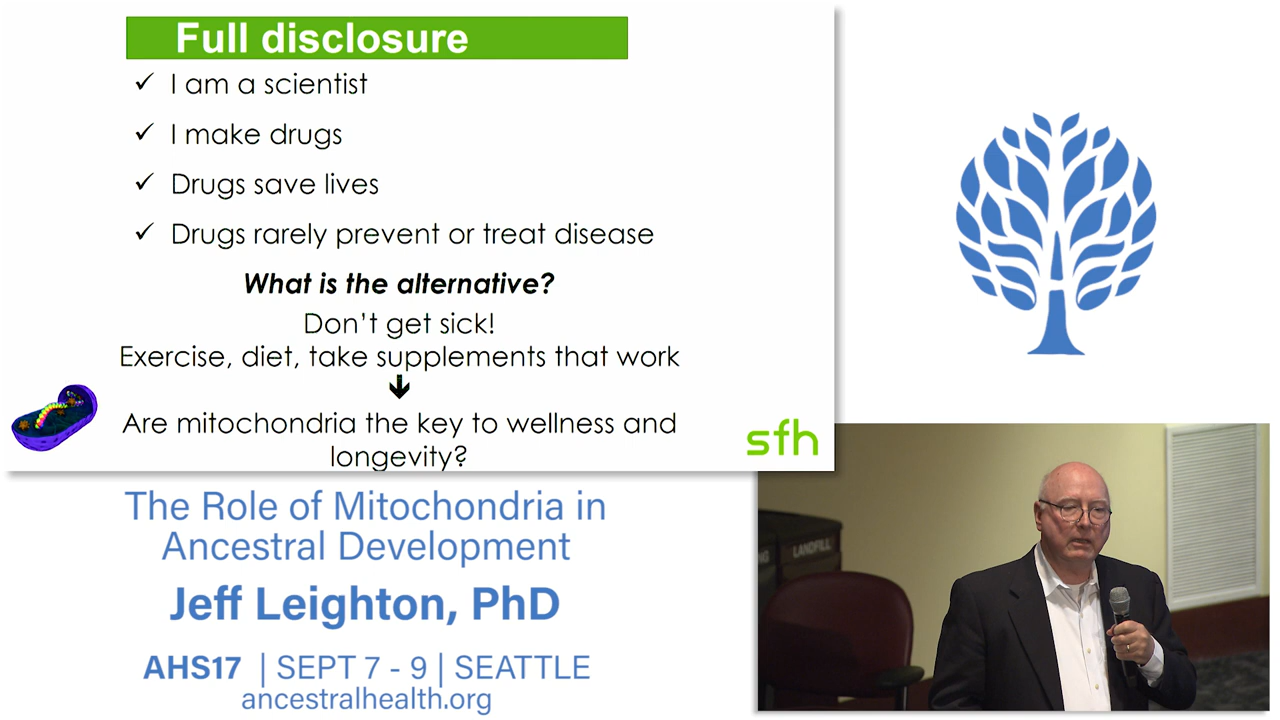 Full disclosure
✓ I am a scientist
✓ I make drugs
✓ Drugs save lives
✓ Drugs rarely prevent or treat disease
What is the alternative?
Don't get sick!
Exercise, diet, take supplements that work
Are mitochondria the key to wellness and
longevity?
sfh
The Role of Mitochondria in
Ancestral Development
Jeff Leighton, PhD
AHS17 | SEPT 7 - 9 | SEATTLE
ancestralhealth.org
LANDFILL